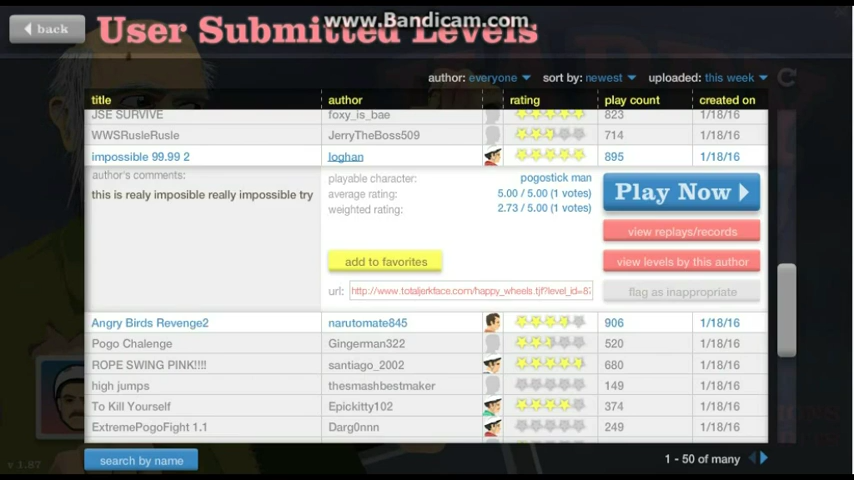 www.Bandicam.com
back
User Submitted Levels
author: everyone sort by: newest uploaded: this week
title author rating play count created on
JSE SURVIVE foxy_is_bae 823 1/18/16
WWSRusleRusle JerryTheBoss509 714 1/18/16
impossible 99.99 2 loghan 895 1/18/16
author's comments:
this is realy imposible really impossible try
playable character: pogostick man
average rating: 5.00 / 5.00 (1 votes)
weighted rating: 2.73 / 5.00 (1 votes)
Play Now
view replays/records
add to favorites
view levels by this author
url: http://www.totaljerkface.com/happy_wheels.tjf?level_id=8
flag as inappropriate
Angry Birds Revenge2 narutomate845 906 1/18/16
Pogo Chalenge Gingerman322 520 1/18/16
ROPE SWING PINK!!!! santiago_2002 680 1/18/16
high jumps thesmashbestmaker 149 1/18/16
To Kill Yourself Epickitty102 374 1/18/16
ExtremePogoFight 1.1 Darg0nnn 249 1/18/16
search by name
1 - 50 of many
v 1.87